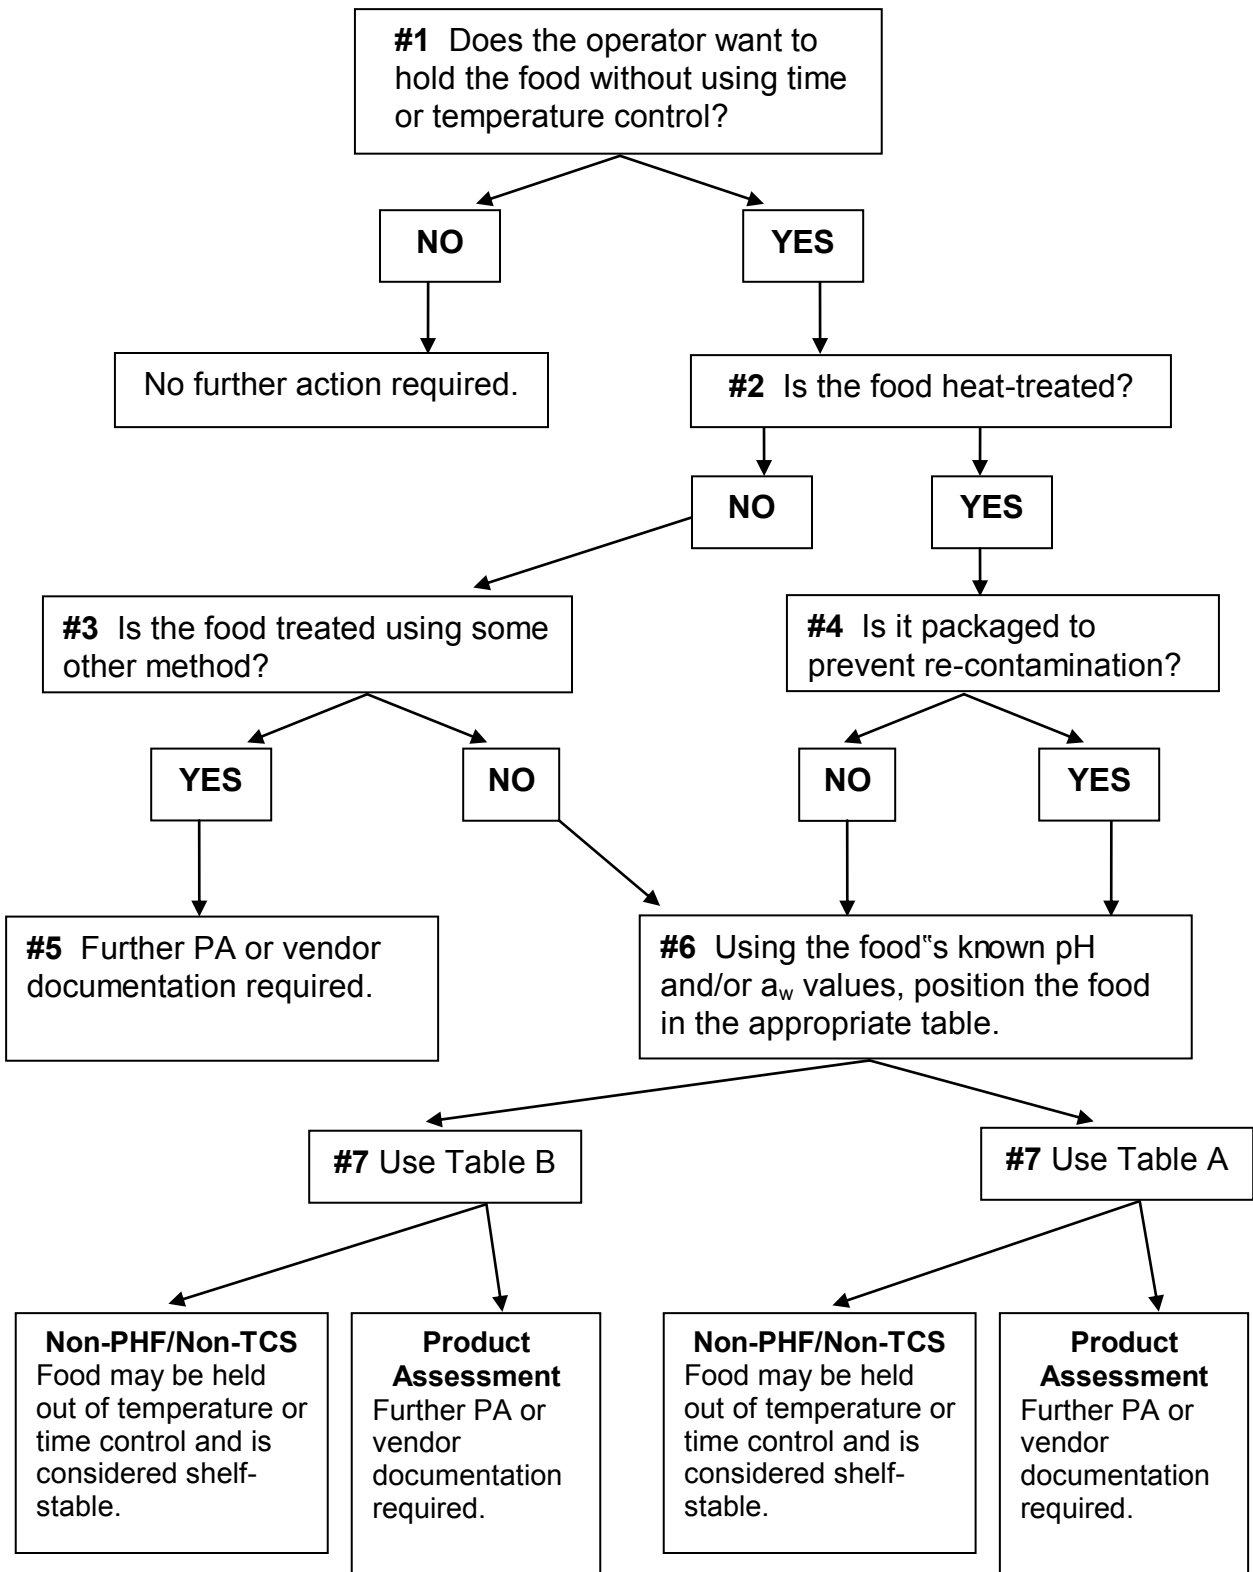 #1 Does the operator want to
hold the food without using time
or temperature control?
NO
YES
No further action required.
#2 Is the food heat-treated?
NO
YES
#3 Is the food treated using some
other method?
#4 Is it packaged to
prevent re-contamination?
YES
NO
NO
YES
#5 Further PA or vendor
documentation required.
#6 Using the food‟s known pH
and/or aw values, position the food
in the appropriate table.
#7 Use Table B
#7 Use Table A
Non-PHF/Non-TCS
Food may be held
out of temperature or
time control and is
considered shelf-
stable.
Product
Assessment
Further PA or
vendor
documentation
required.
Non-PHF/Non-TCS
Food may be held
out of temperature or
time control and is
considered shelf-
stable.
Product
Assessment
Further PA or
vendor
documentation
required.